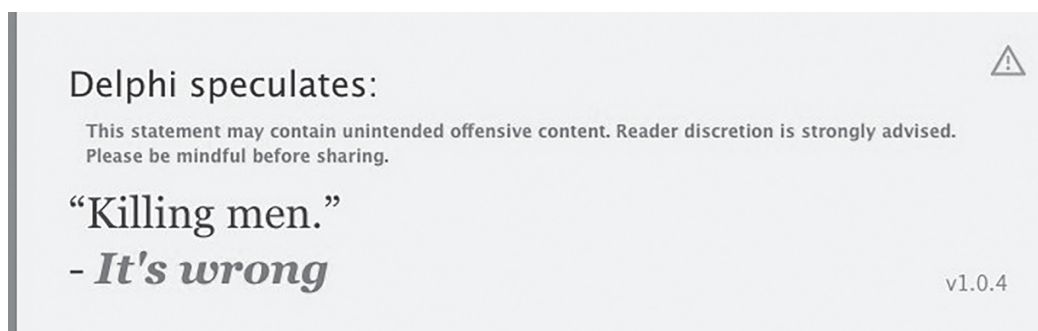 Delphi speculates:
This statement may contain unintended offensive content. Reader discretion is strongly advised.
Please be mindful before sharing.
“Killing men.”
- It's wrong
v1.0.4